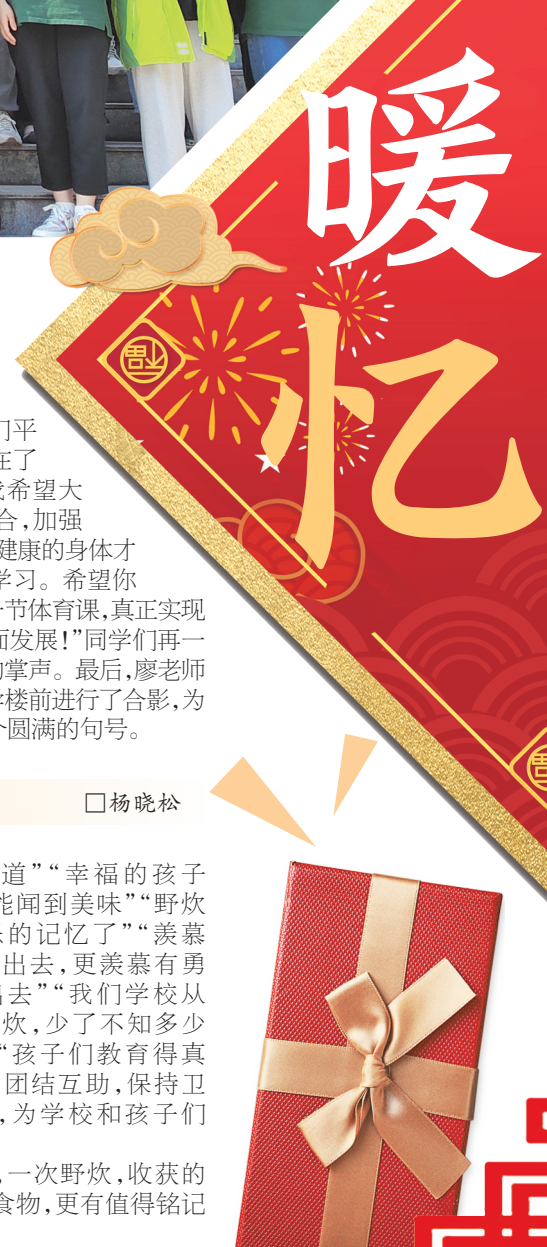 暖
忆
们平
在了
我希望大
合,加强
健康的身体才
学习。希望你
一节体育课,真正实现
面发展!”同学们再一
的掌声。最后,廖老师
学楼前进行了合影,为
个圆满的句号。
□杨晓松
道”“幸福的孩子
能闻到美味”“野炊
的记忆了”“羡慕
出去,更羡慕有勇
出去”“我们学校从
炊,少了不知多少
“孩子们教育得真
团结互助,保持卫
,为学校和孩子们
,一次野炊,收获的
食物,更有值得铭记